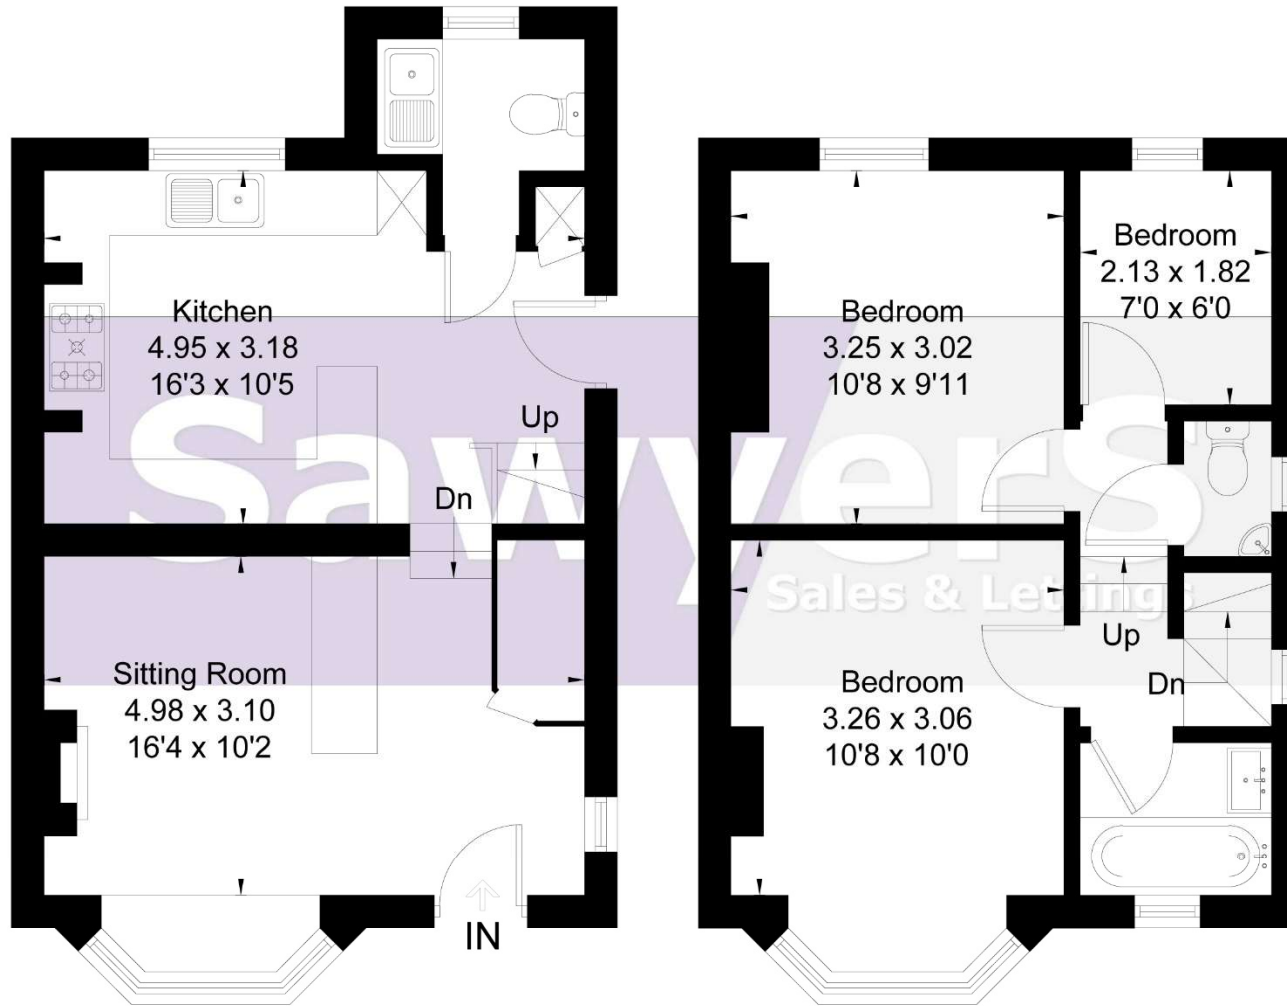 Kitchen
4.95 x 3.18
16'3 x 10'5
Up
Dn
Sitting Room
4.98 x 3.10
16'4 x 10'2
IN
Bedroom
3.25 x 3.02
10'8 x 9'11
Bedroom
2.13 x 1.82
7'0 x 6'0
Bedroom
3.26 x 3.06
10'8 x 10'0
Up
Dn
SawyerS
Sales & Lettings